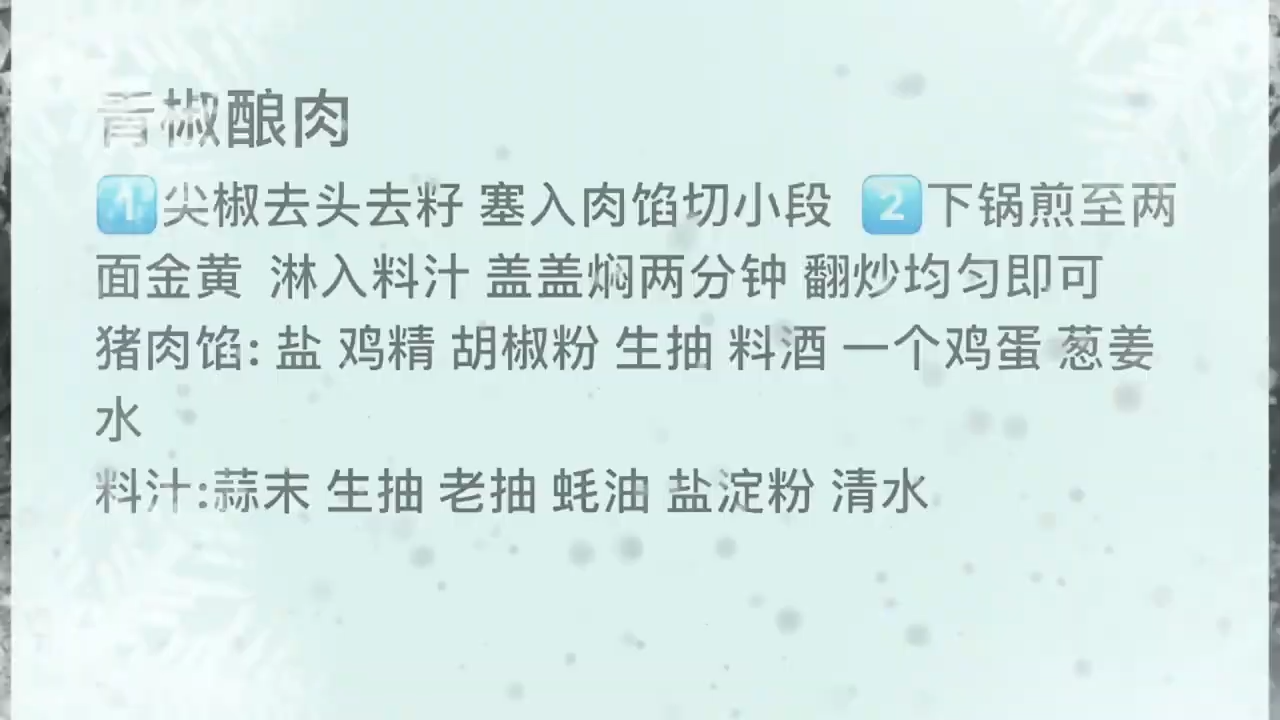 青椒酿肉
1️⃣尖椒去头去籽 塞入肉馅切小段 2️⃣下锅煎至两
面金黄 淋入料汁 盖盖焖两分钟 翻炒均匀即可
猪肉馅: 盐 鸡精 胡椒粉 生抽 料酒 一个鸡蛋 葱姜
水
料汁:蒜末 生抽 老抽 蚝油 盐淀粉 清水